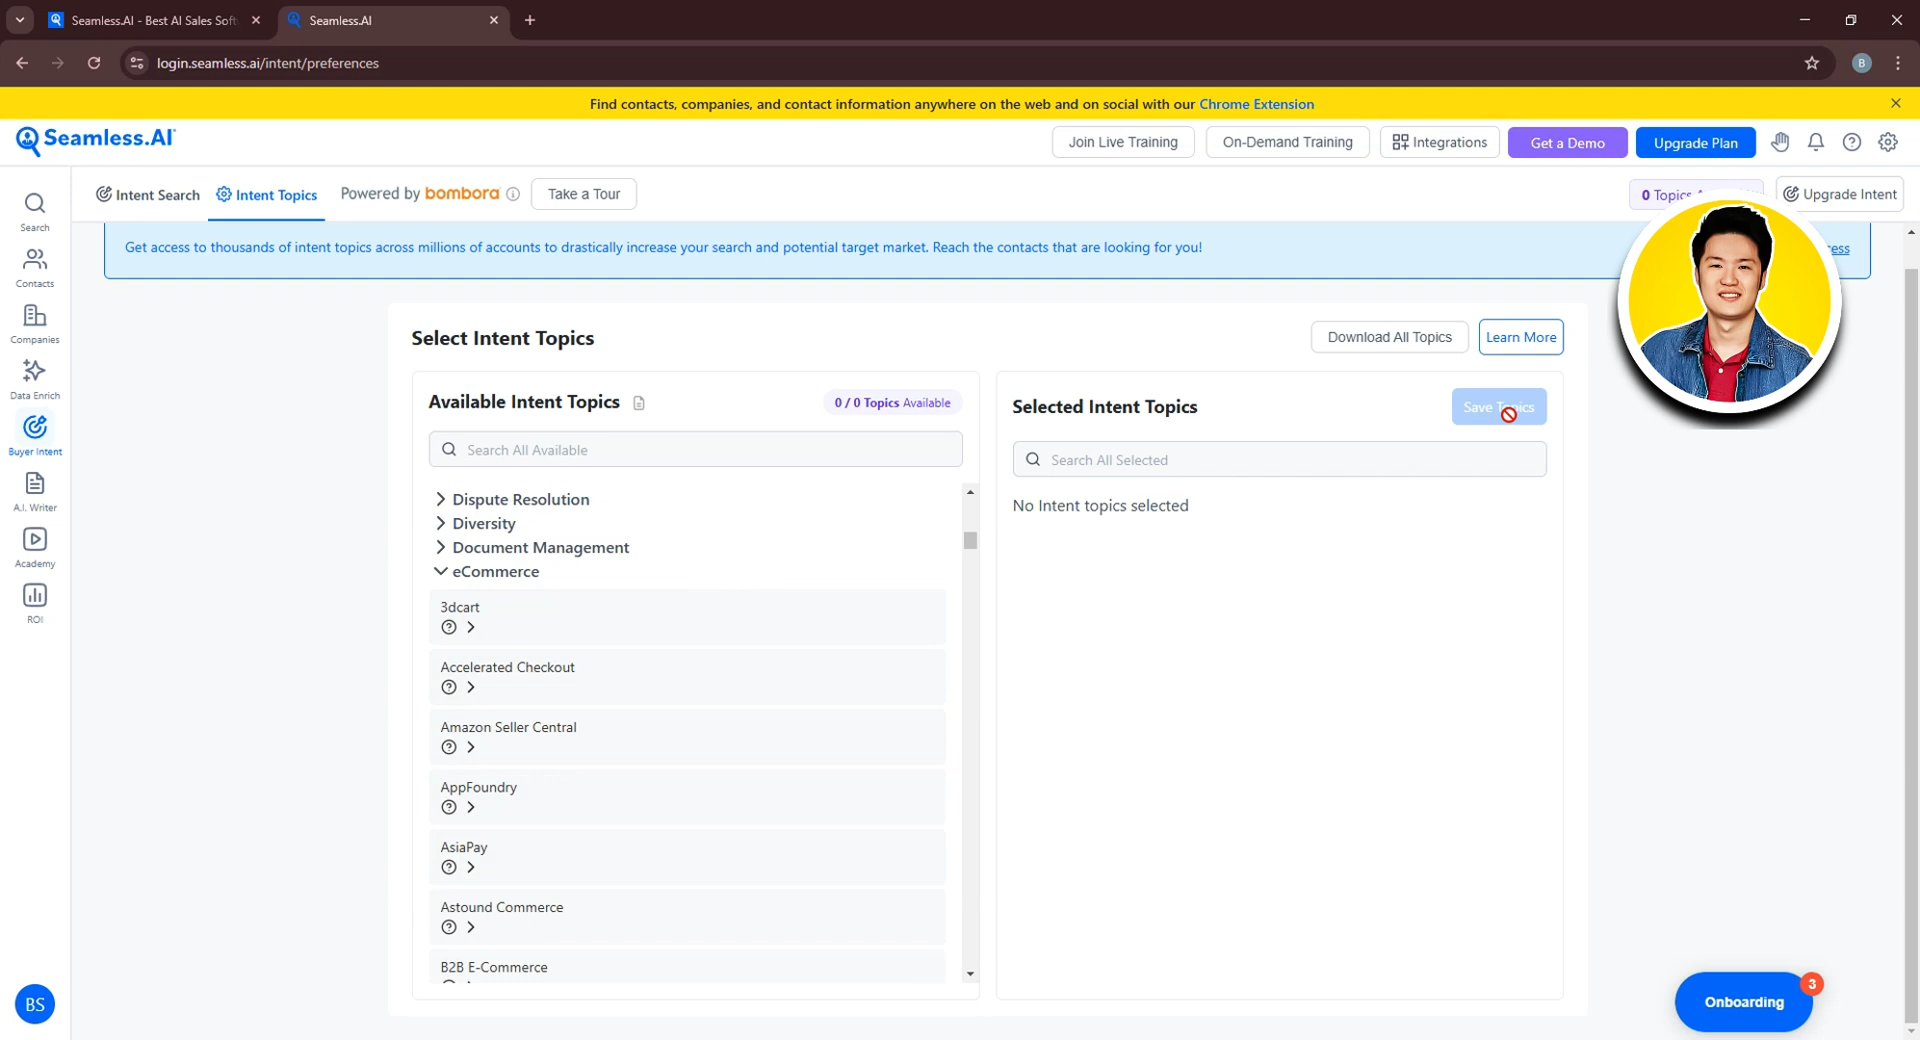 Seamless.AI - Best AI Sales Soft
Seamless.AI
login.seamless.ai/intent/preferences
B
Find contacts, companies, and contact information anywhere on the web and on social with our Chrome Extension
Seamless.AI
Join Live Training
On-Demand Training
Integrations
Get a Demo
Upgrade Plan
Intent Search
Intent Topics
Powered by bombora
Take a Tour
0 Topics
Upgrade Intent
Search
Contacts
Companies
Data Enrich
Buyer Intent
A.I. Writer
Academy
ROI
BS
Get access to thousands of intent topics across millions of accounts to drastically increase your search and potential target market. Reach the contacts that are looking for you!
Select Intent Topics
Download All Topics
Learn More
Available Intent Topics
0 / 0 Topics Available
Search All Available
Dispute Resolution
Diversity
Document Management
eCommerce
3dcart
Accelerated Checkout
Amazon Seller Central
AppFoundry
AsiaPay
Astound Commerce
B2B E-Commerce
Selected Intent Topics
Save Topics
Search All Selected
No Intent topics selected
Onboarding
3